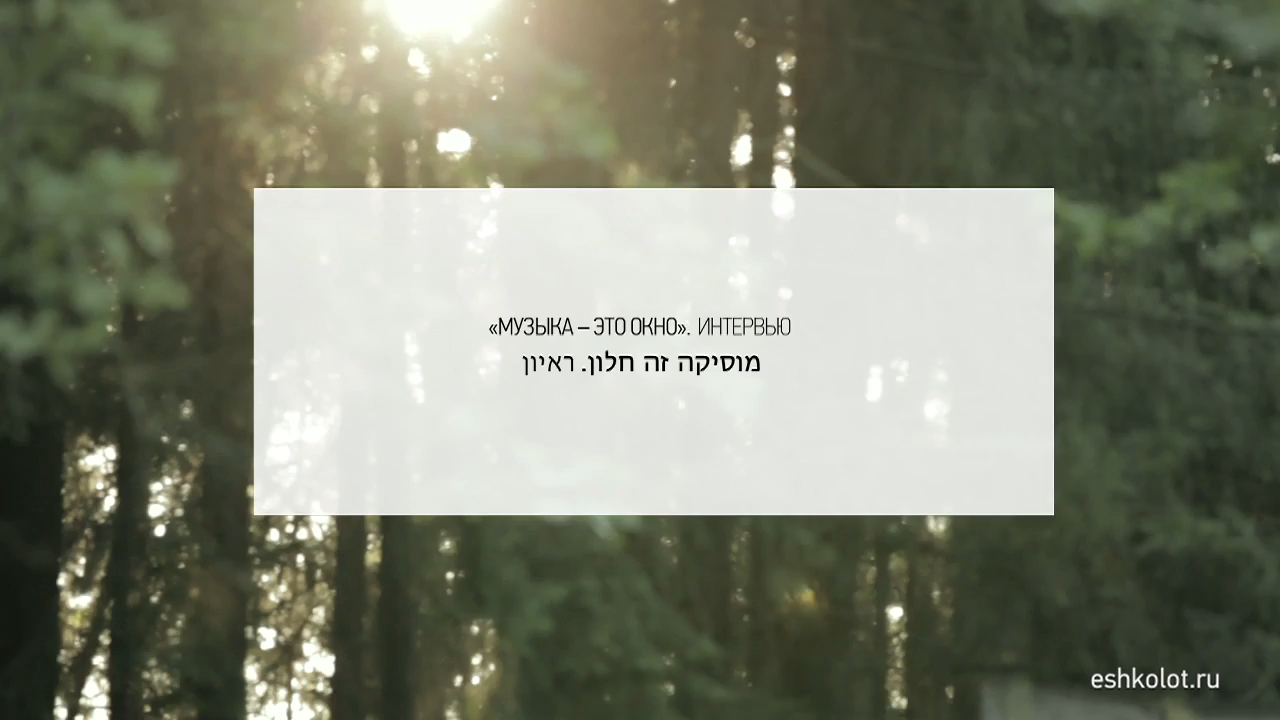 «МУЗЫКА – ЭТО ОКНО». ИНТЕРВЬЮ
מוסיקה זה חלון. ראיון
eshkolot.ru